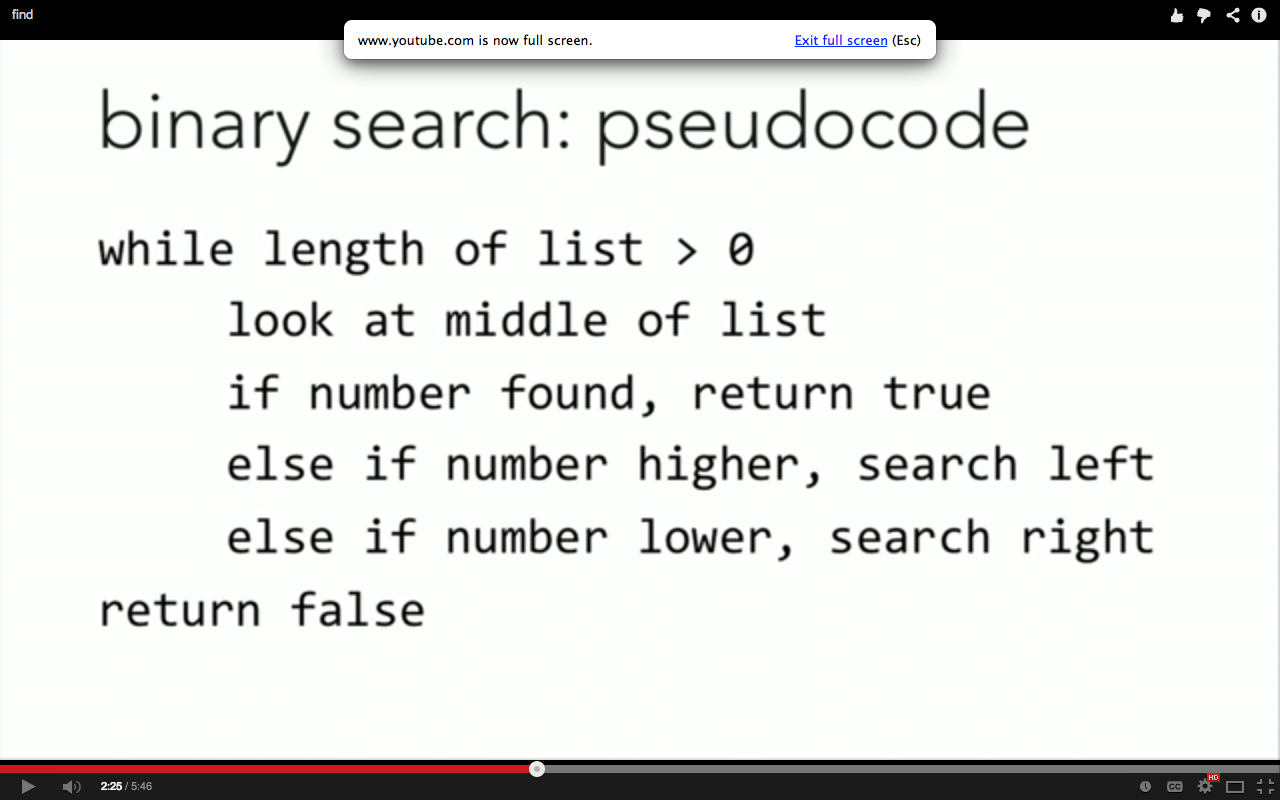 find
www.youtube.com is now full screen. Exit full screen (Esc)
binary search: pseudocode
while length of list > 0
look at middle of list
if number found, return true
else if number higher, search left
else if number lower, search right
return false
2:25 / 5:46
CC
HD